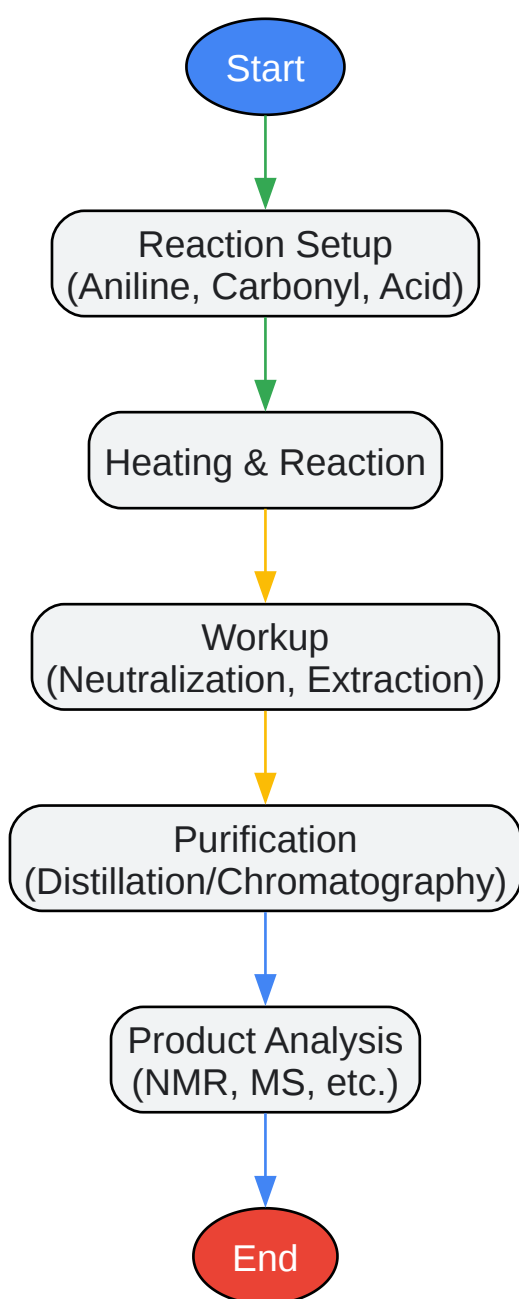 Start
Reaction Setup
(Aniline, Carbonyl, Acid)
Heating & Reaction
Workup
(Neutralization, Extraction)
Purification
(Distillation/Chromatography)
Product Analysis
(NMR, MS, etc.)
End